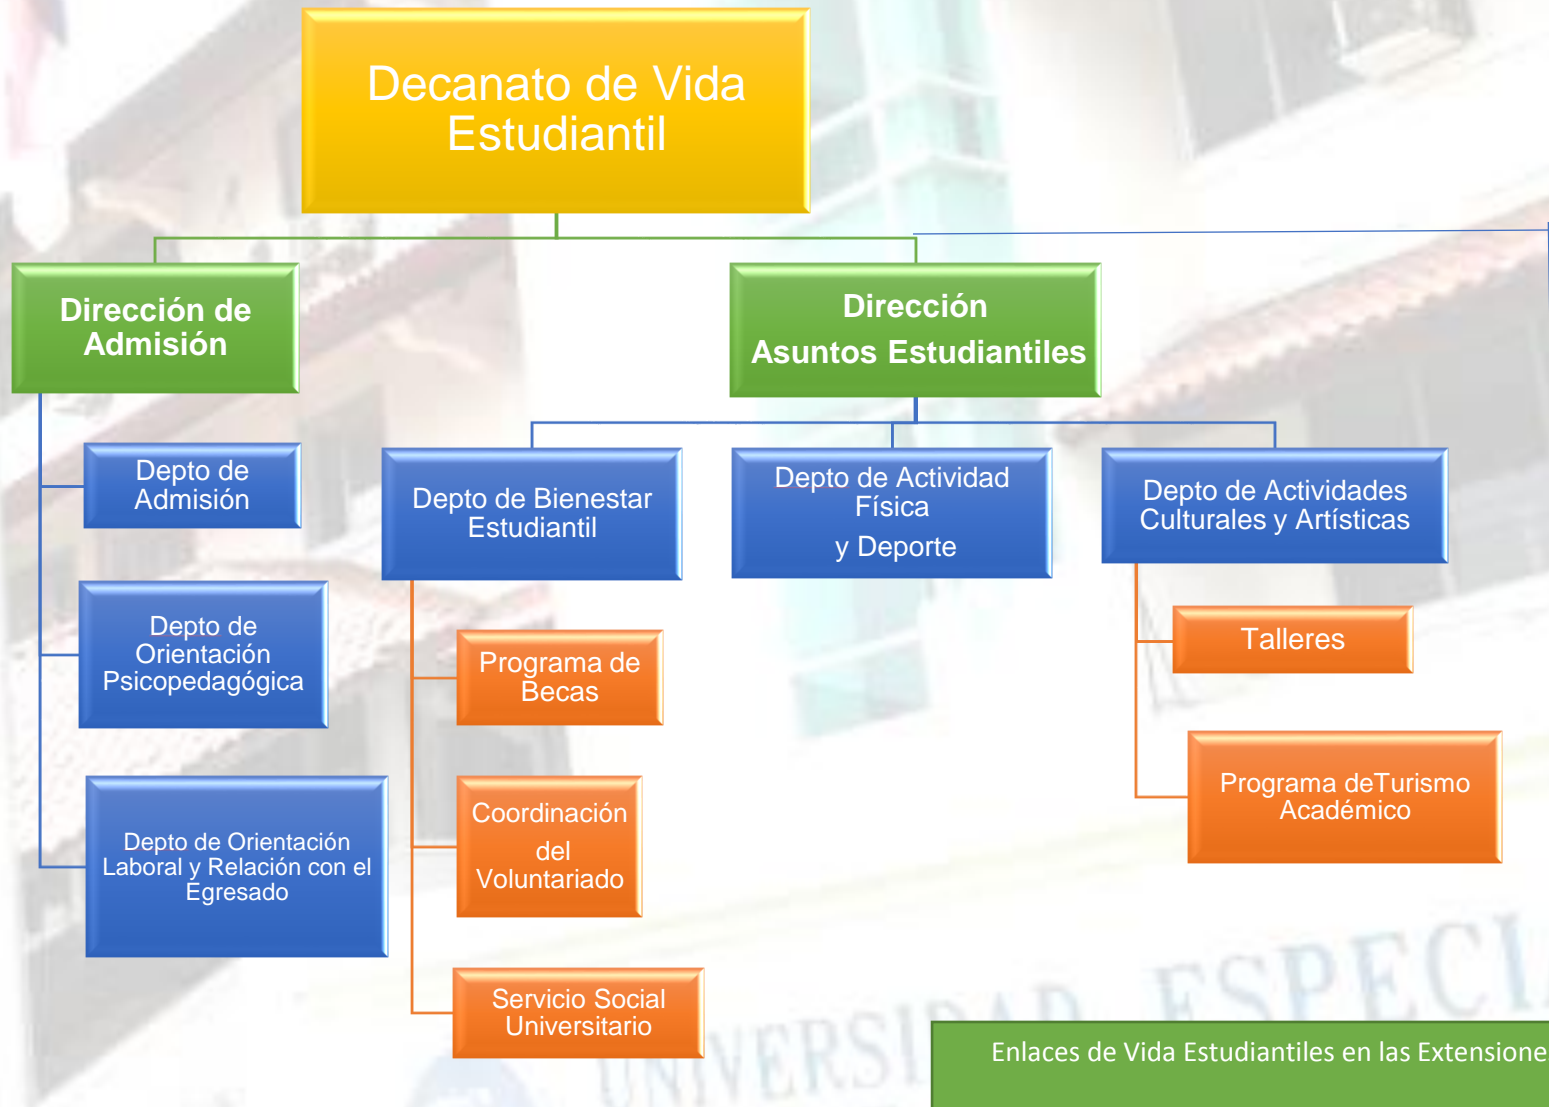 Decanato de Vida
Estudiantil
Dirección de
Admisión
Dirección
Asuntos Estudiantiles
Depto de
Admisión
Depto de
Orientación
Psicopedagógica
Depto de Orientación
Laboral y Relación con el
Egresado
Depto de Bienestar
Estudiantil
Programa de
Becas
Coordinación
del
Voluntariado
Servicio Social
Universitario
Depto de Actividad
Física
y Deporte
Depto de Actividades
Culturales y Artísticas
Talleres
Programa deTurismo
Académico
UNIVERSIDAD ESPECI
Enlaces de Vida Estudiantiles en las Extensione